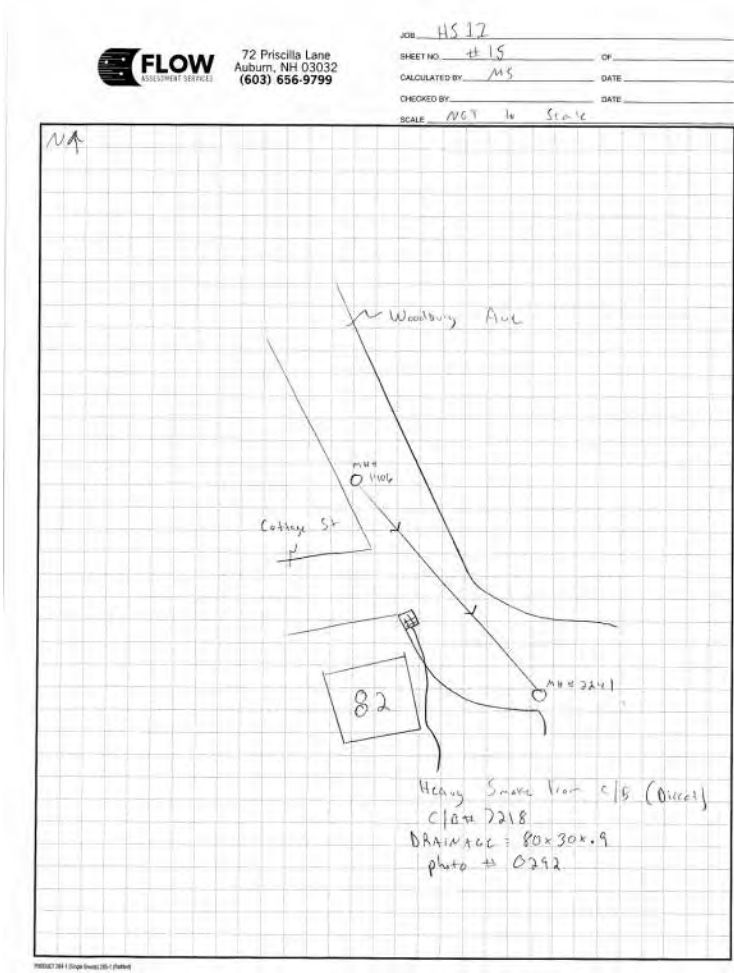 FLOW
ASSESSMENT SERVICES
72 Priscilla Lane
Auburn, NH 03032
(603) 656-9799
JOB HS 12
SHEET NO. #15 OF
CALCULATED BY MS DATE
CHECKED BY DATE
SCALE NOT to Scale
N
Woodbury Ave
MH#
1406
Cottage St
82
MH# 2241
Heavy Smoke from C/B (Direct)
C/B# 7218
DRAINAGE = 80x30x.9
photo # 0292